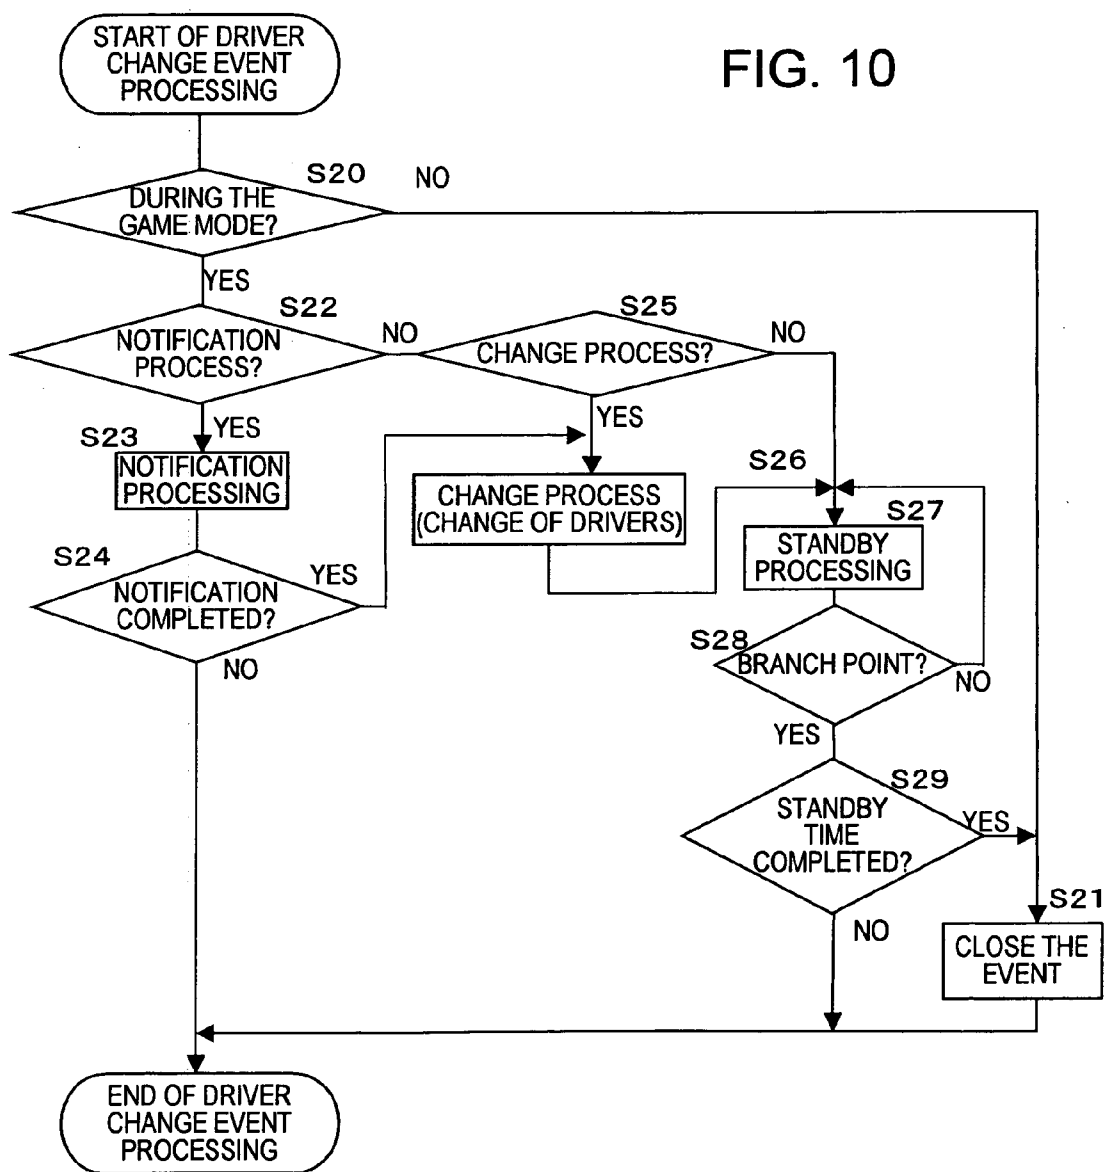 START OF DRIVER
CHANGE EVENT
PROCESSING
FIG. 10
S20
NO
DURING THE
GAME MODE?
YES
S22
NO
NOTIFICATION
PROCESS?
S25
NO
CHANGE PROCESS?
YES
S23
YES
NOTIFICATION
PROCESSING
S26
CHANGE PROCESS
(CHANGE OF DRIVERS)
S27
STANDBY
PROCESSING
S24
YES
NOTIFICATION
COMPLETED?
NO
S28
BRANCH POINT?
NO
YES
S29
STANDBY
TIME
COMPLETED?
YES
NO
S21
CLOSE THE
EVENT
END OF DRIVER
CHANGE EVENT
PROCESSING